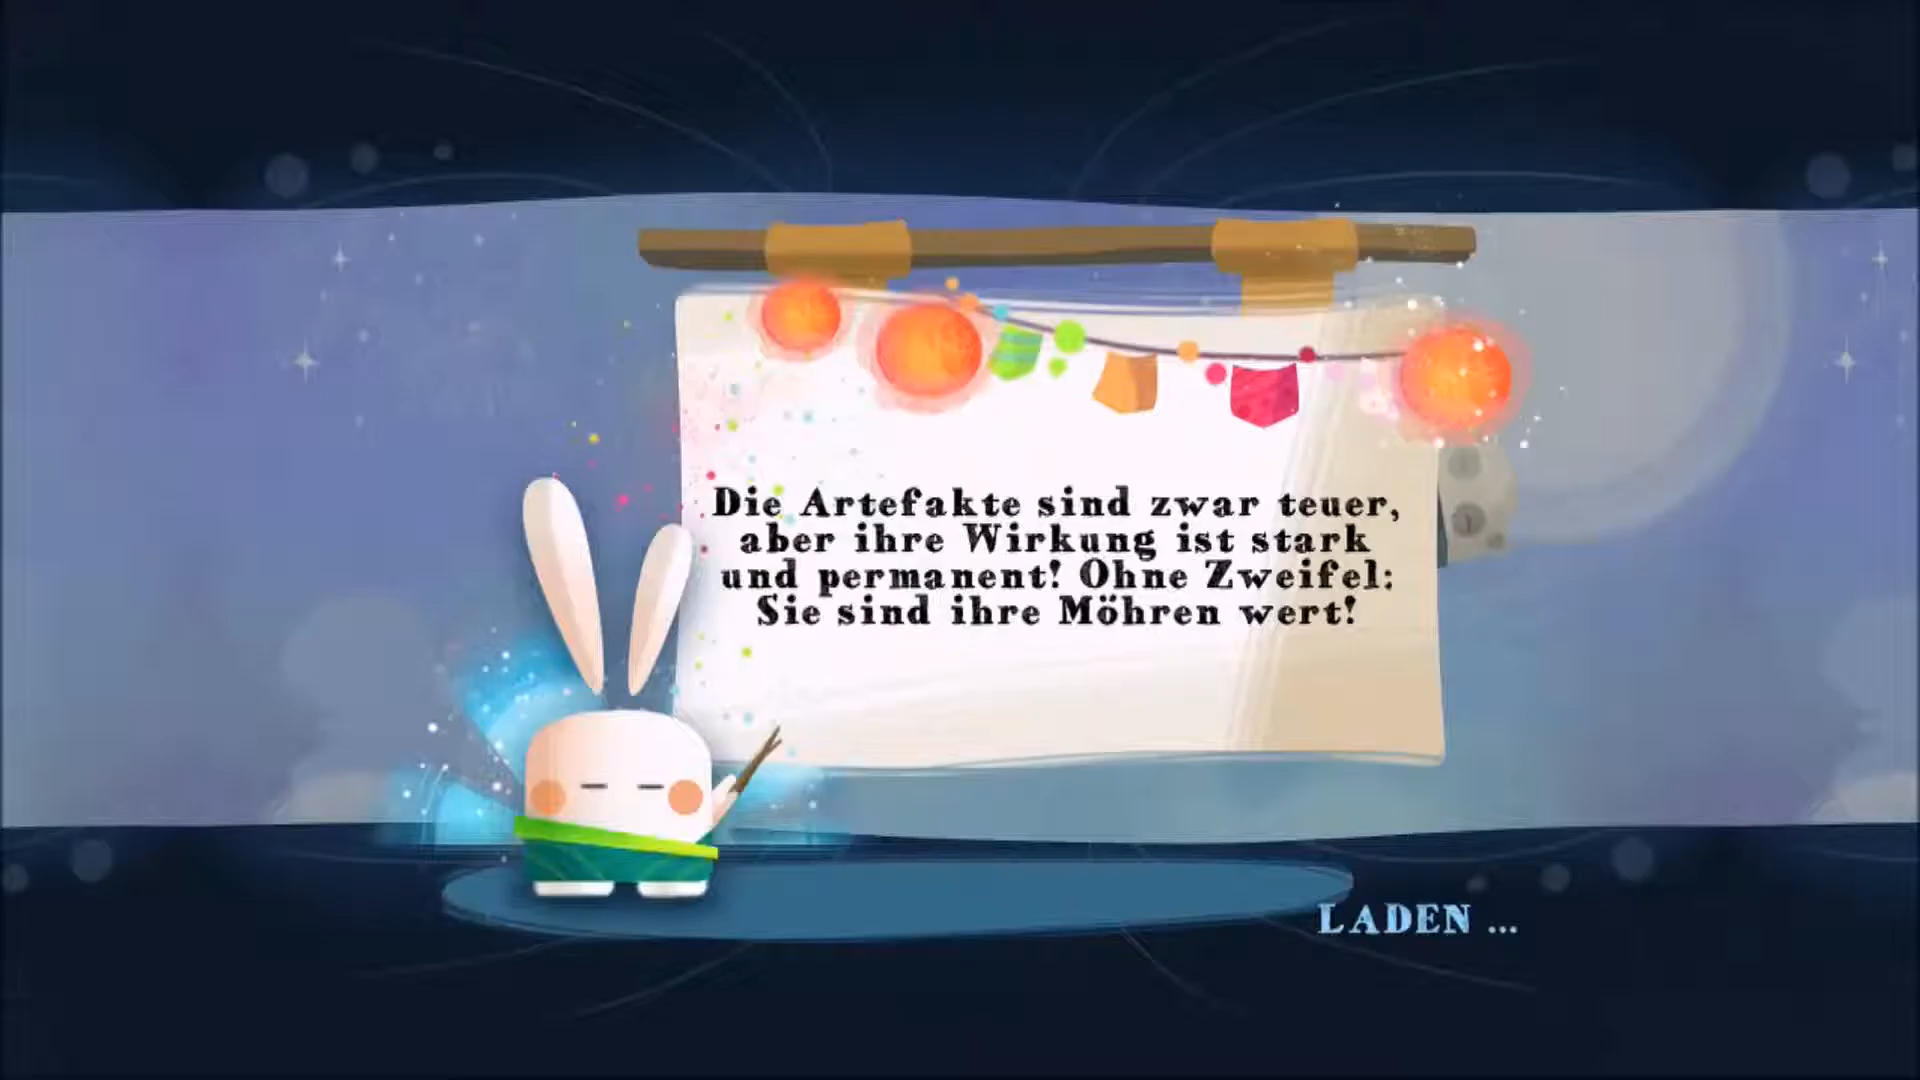 Die Artefakte sind zwar teuer,
aber ihre Wirkung ist stark
und permanent! Ohne Zweifel:
Sie sind ihre Möhren wert!
LADEN ...